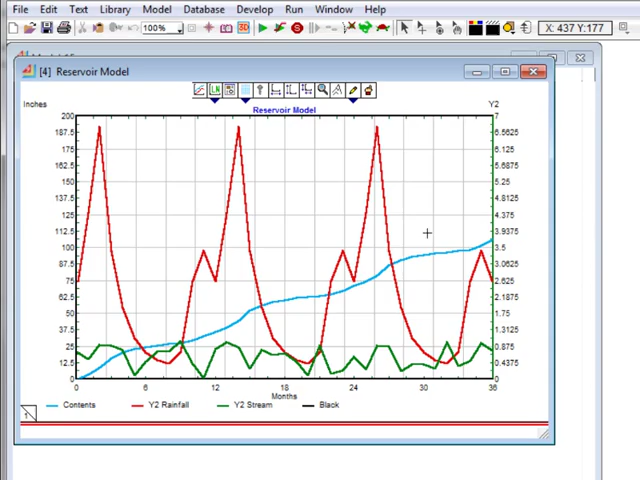 File Edit Text Library Model Database Develop Run Window Help
150% 3D X: 437 Y:177
[4] Reservoir Model
LN
Inches Reservoir Model Y2
200 7
187.5 6.5625
175 6.125
162.5 5.6875
150 5.25
137.5 4.8125
125 4.375
112.5 3.9375
100 3.5
87.5 3.0625
75 2.625
62.5 2.1875
50 1.75
37.5 1.3125
25 0.875
12.5 0.4375
0 0
0 6 12 18 24 30 36
Months
Contents Y2 Rainfall Y2 Stream Black
1